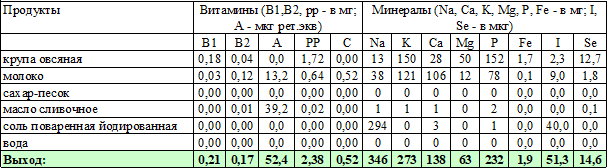 Продукты Витамины (B1,B2, pp - в мг; Минералы (Na, Ca, K, Mg, P, Fe - в мг; I,
A - мкг рет.экв) Se - в мкг)
B1 B2 A PP C Na K Ca Mg P Fe I Se
крупа овсяная 0,18 0,04 0,0 1,72 0,00 13 150 28 50 152 1,7 2,3 12,7
молоко 0,03 0,12 13,2 0,64 0,52 38 121 106 12 78 0,1 9,0 1,8
сахар-песок 0,00 0,00 0,0 0,00 0,00 0 0 0 0 0 0,0 0,0 0,0
масло сливочное 0,00 0,01 39,2 0,02 0,00 1 1 1 0 2 0,0 0,0 0,1
соль поваренная йодированная 0,00 0,00 0,0 0,00 0,00 294 0 3 0 1 0,0 40,0 0,0
вода 0,00 0,00 0,0 0,00 0,00 0 0 0 0 0 0,0 0,0 0,0
Выход: 0,21 0,17 52,4 2,38 0,52 346 273 138 63 232 1,9 51,3 14,6